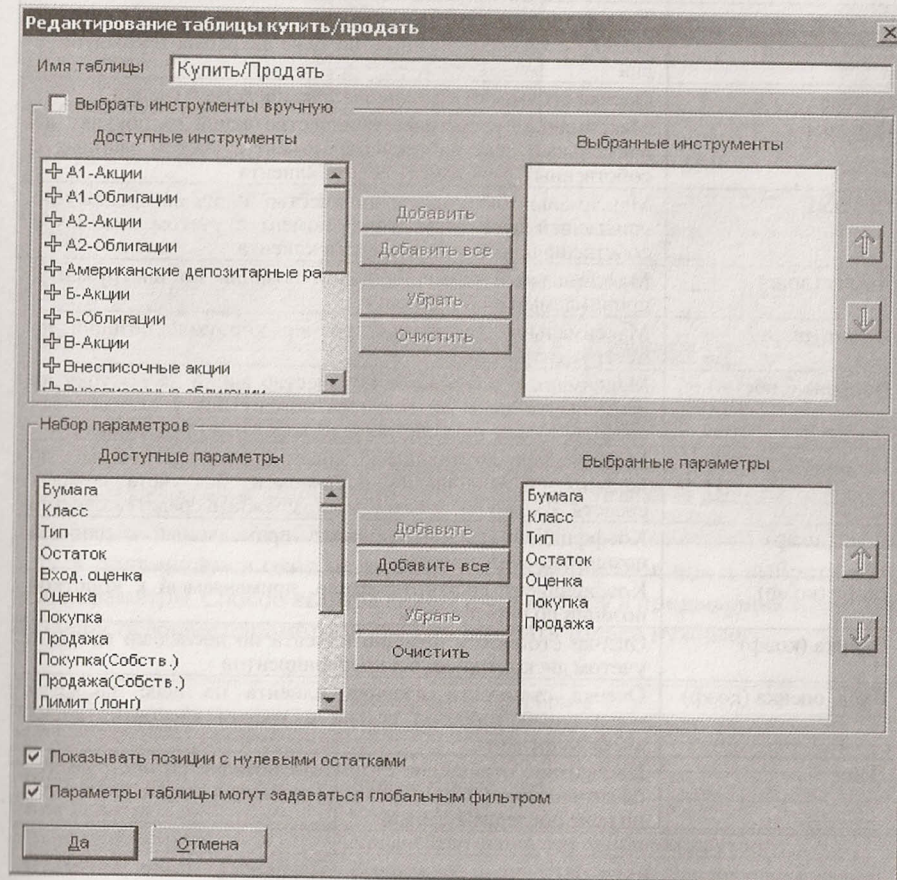 Редактирование таблицы купить/продать
Имя таблицы Купить/Продать
Выбрать инструменты вручную
Доступные инструменты
А1-Акции
А1-Облигации
А2-Акции
А2-Облигации
Американские депозитарные ра
Б-Акции
Б-Облигации
В-Акции
Внесписочные акции
Внесписочные облигации
Добавить
Добавить все
Убрать
Очистить
Выбранные инструменты
Набор параметров
Доступные параметры
Бумага
Класс
Тип
Остаток
Вход. оценка
Оценка
Покупка
Продажа
Покупка(Собств.)
Продажа(Собств.)
Лимит (лонг)
Добавить
Добавить все
Убрать
Очистить
Выбранные параметры
Бумага
Класс
Тип
Остаток
Оценка
Покупка
Продажа
Показывать позиции с нулевыми остатками
Параметры таблицы могут задаваться глобальным фильтром
Да
Отмена